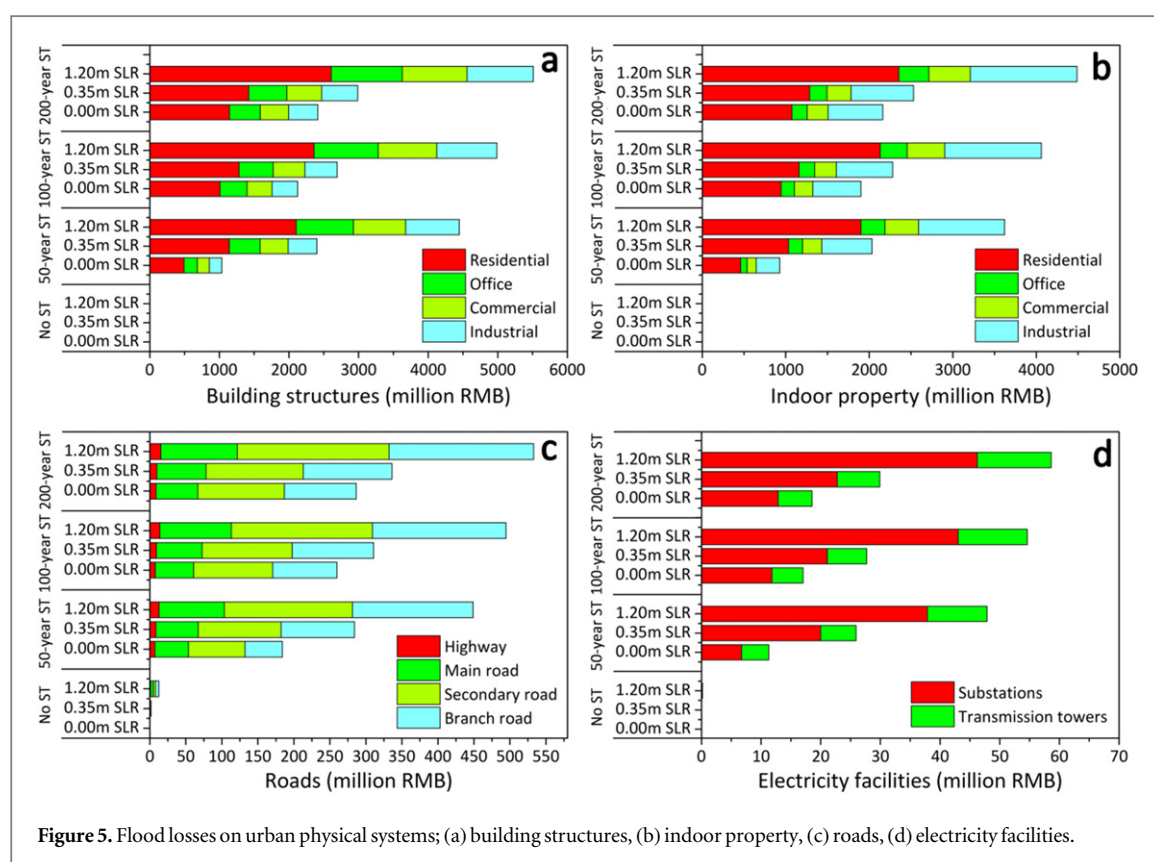 a
200-year ST
1.20m SLR
0.35m SLR
0.00m SLR
100-year ST
1.20m SLR
0.35m SLR
0.00m SLR
50-year ST
1.20m SLR
0.35m SLR
0.00m SLR
No ST
1.20m SLR
0.35m SLR
0.00m SLR
Residential
Office
Commercial
Industrial
0 1000 2000 3000 4000 5000 6000
Building structures (million RMB)
b
200-year ST
1.20m SLR
0.35m SLR
0.00m SLR
100-year ST
1.20m SLR
0.35m SLR
0.00m SLR
50-year ST
1.20m SLR
0.35m SLR
0.00m SLR
No ST
1.20m SLR
0.35m SLR
0.00m SLR
Residential
Office
Commercial
Industrial
0 1000 2000 3000 4000 5000
Indoor property (million RMB)
c
200-year ST
1.20m SLR
0.35m SLR
0.00m SLR
100-year ST
1.20m SLR
0.35m SLR
0.00m SLR
50-year ST
1.20m SLR
0.35m SLR
0.00m SLR
No ST
1.20m SLR
0.35m SLR
0.00m SLR
Highway
Main road
Secondary road
Branch road
0 50 100 150 200 250 300 350 400 450 500 550
Roads (million RMB)
d
200-year ST
1.20m SLR
0.35m SLR
0.00m SLR
100-year ST
1.20m SLR
0.35m SLR
0.00m SLR
50-year ST
1.20m SLR
0.35m SLR
0.00m SLR
No ST
1.20m SLR
0.35m SLR
0.00m SLR
Substations
Transmission towers
0 10 20 30 40 50 60 70
Electricity facilities (million RMB)
Figure 5. Flood losses on urban physical systems; (a) building structures, (b) indoor property, (c) roads, (d) electricity facilities.